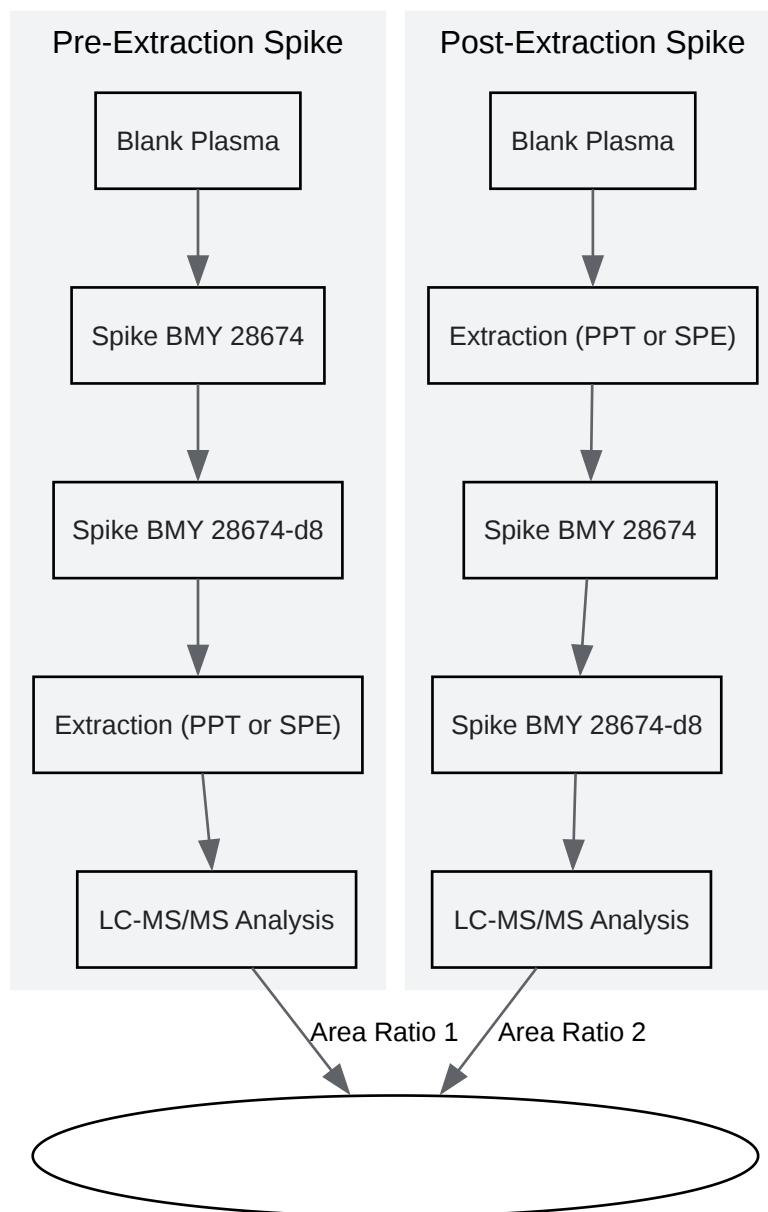 Pre-Extraction Spike
Blank Plasma
Spike BMY 28674
Spike BMY 28674-d8
Extraction (PPT or SPE)
LC-MS/MS Analysis
Area Ratio 1
Post-Extraction Spike
Blank Plasma
Extraction (PPT or SPE)
Spike BMY 28674
Spike BMY 28674-d8
LC-MS/MS Analysis
Area Ratio 2